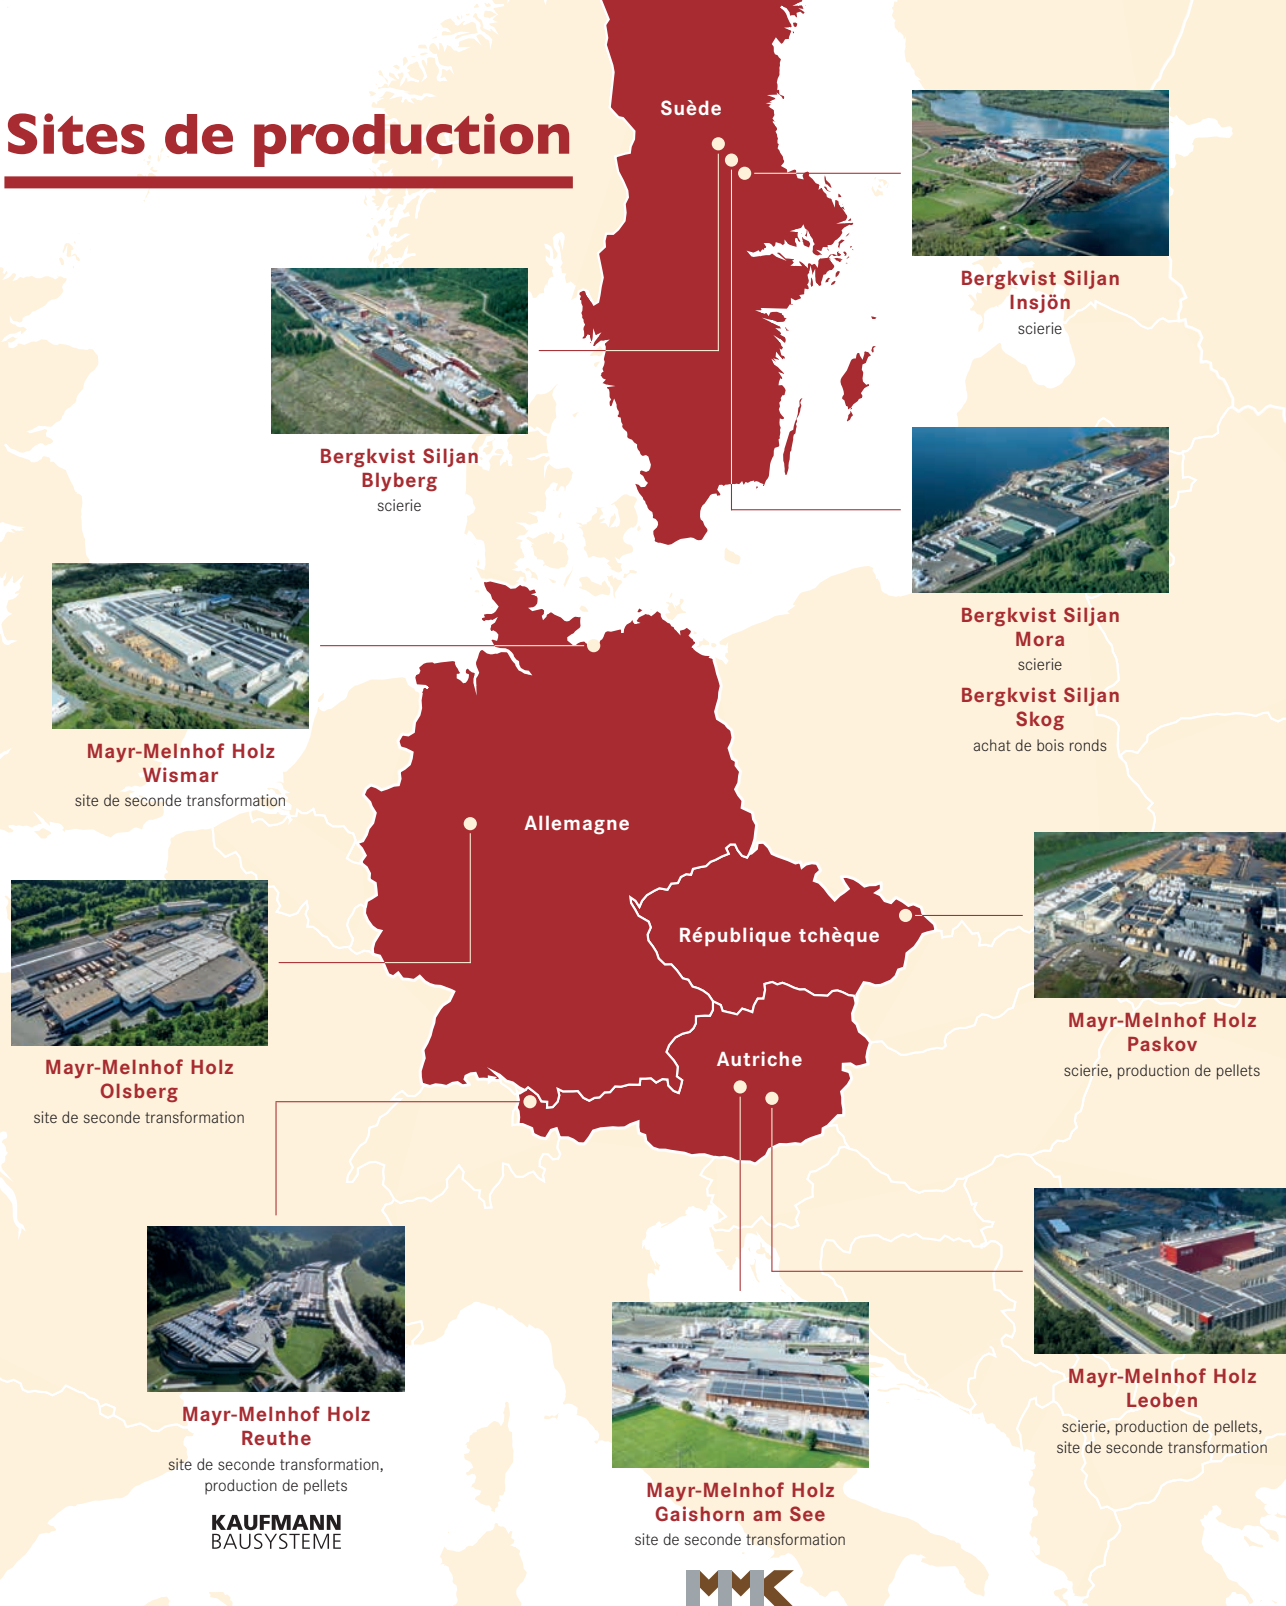 Sites de production
Suède
Bergkvist Siljan
Insjön
scierie
Bergkvist Siljan
Blyberg
scierie
Bergkvist Siljan
Mora
scierie
Bergkvist Siljan
Skog
achat de bois ronds
Mayr-Melnhof Holz
Wismar
site de seconde transformation
Allemagne
République tchèque
Mayr-Melnhof Holz
Paskov
scierie, production de pellets
Mayr-Melnhof Holz
Olsberg
site de seconde transformation
Autriche
Mayr-Melnhof Holz
Leoben
scierie, production de pellets,
site de seconde transformation
Mayr-Melnhof Holz
Reuthe
site de seconde transformation,
production de pellets
KAUFMANN
BAUSYSTEME
Mayr-Melnhof Holz
Gaishorn am See
site de seconde transformation
MMK